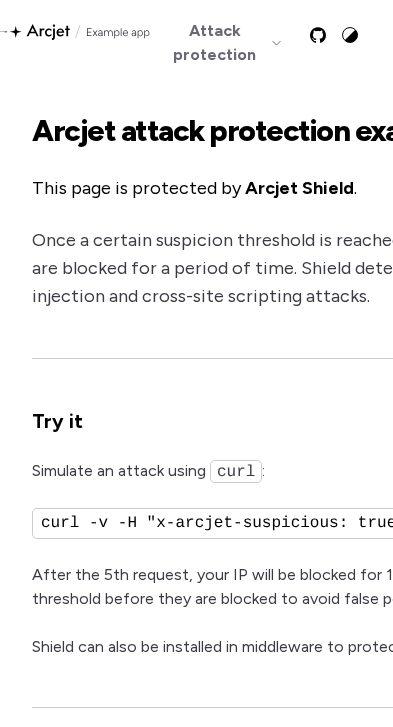 Arcjet / Example app
Attack
protection
Arcjet attack protection exa
This page is protected by Arcjet Shield.
Once a certain suspicion threshold is reache
are blocked for a period of time. Shield dete
injection and cross-site scripting attacks.
Try it
Simulate an attack using curl:
curl -v -H "x-arcjet-suspicious: true
After the 5th request, your IP will be blocked for 1
threshold before they are blocked to avoid false p
Shield can also be installed in middleware to protec